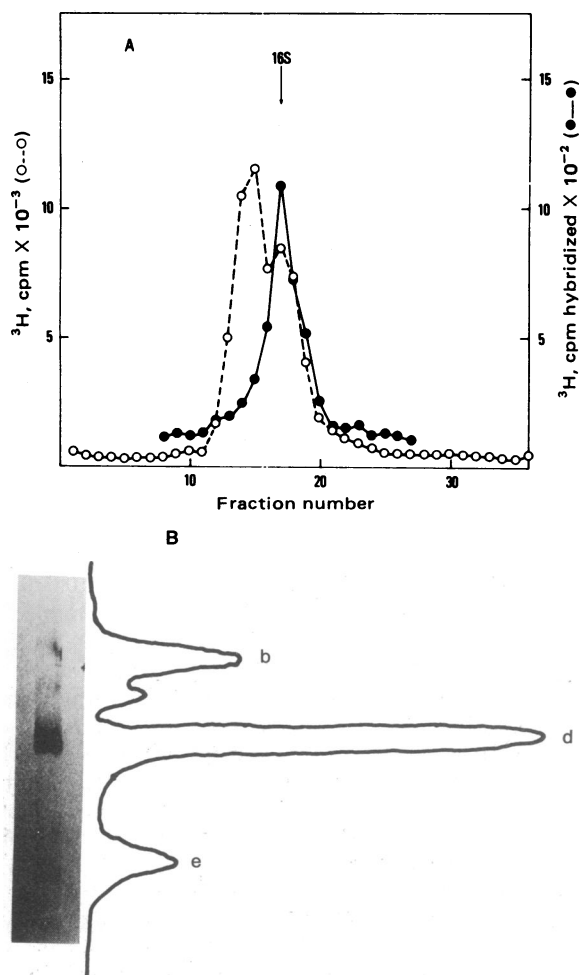 A
16S
15
15
10
10
5
5
³H, cpm X 10⁻³ (○--○)
³H, cpm hybridized X 10⁻² (●—●)
10
20
30
Fraction number
B
b
d
e